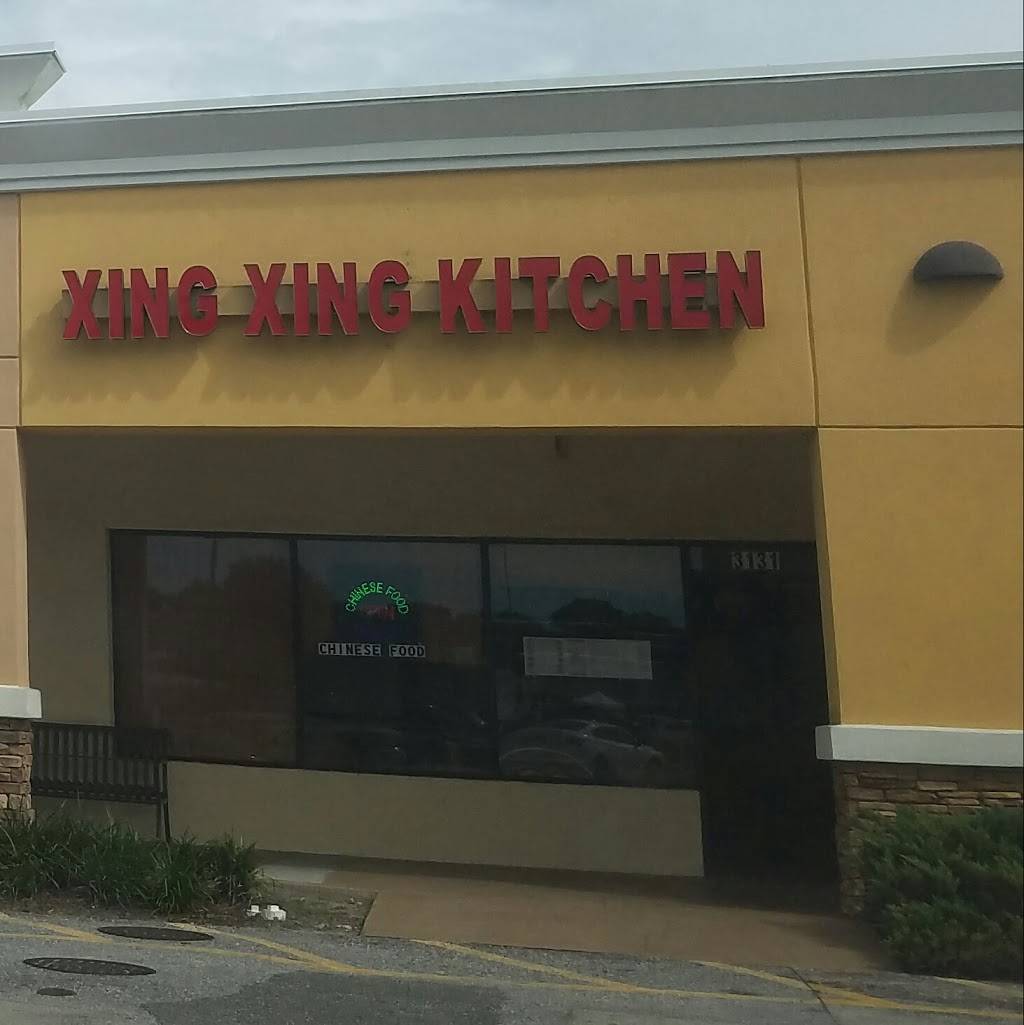 XING XING KITCHEN
3131
CHINESE FOOD
CHINESE FOOD